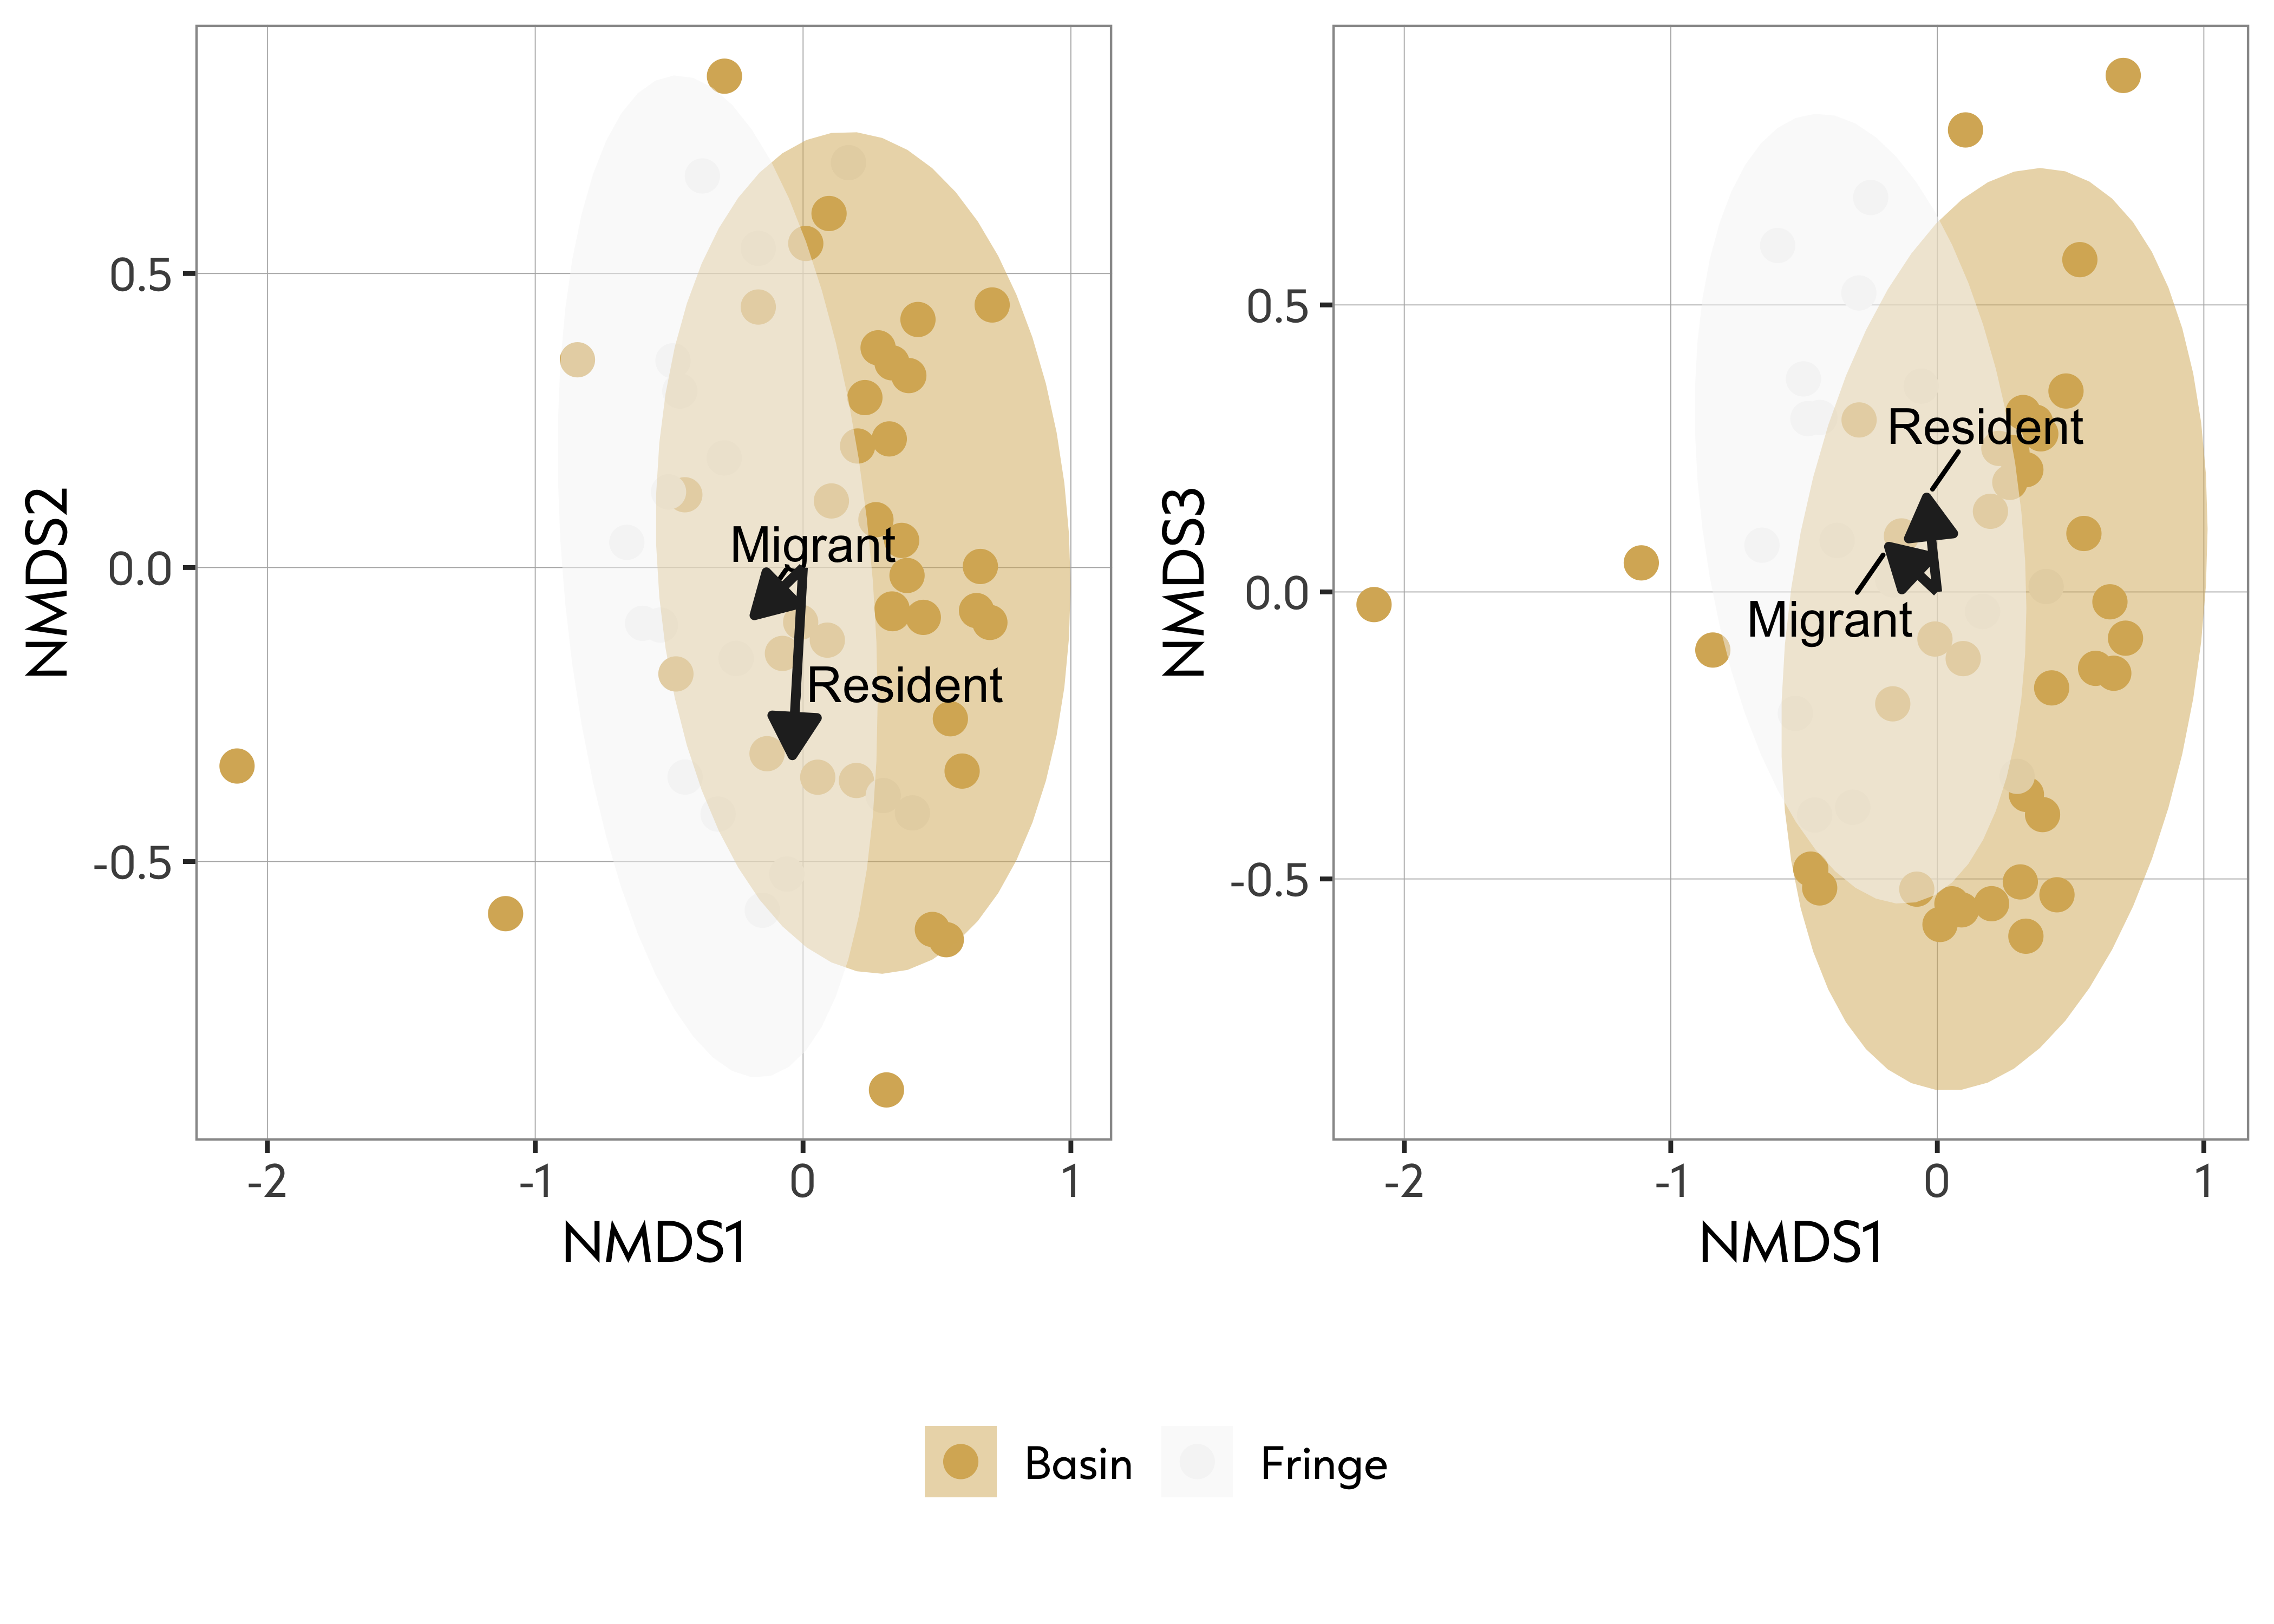 NMDS2
0.5
0.0
-0.5
Migrant
Resident
-2 -1 0 1
NMDS1
NMDS3
0.5
0.0
-0.5
Resident
Migrant
-2 -1 0 1
NMDS1
Basin Fringe